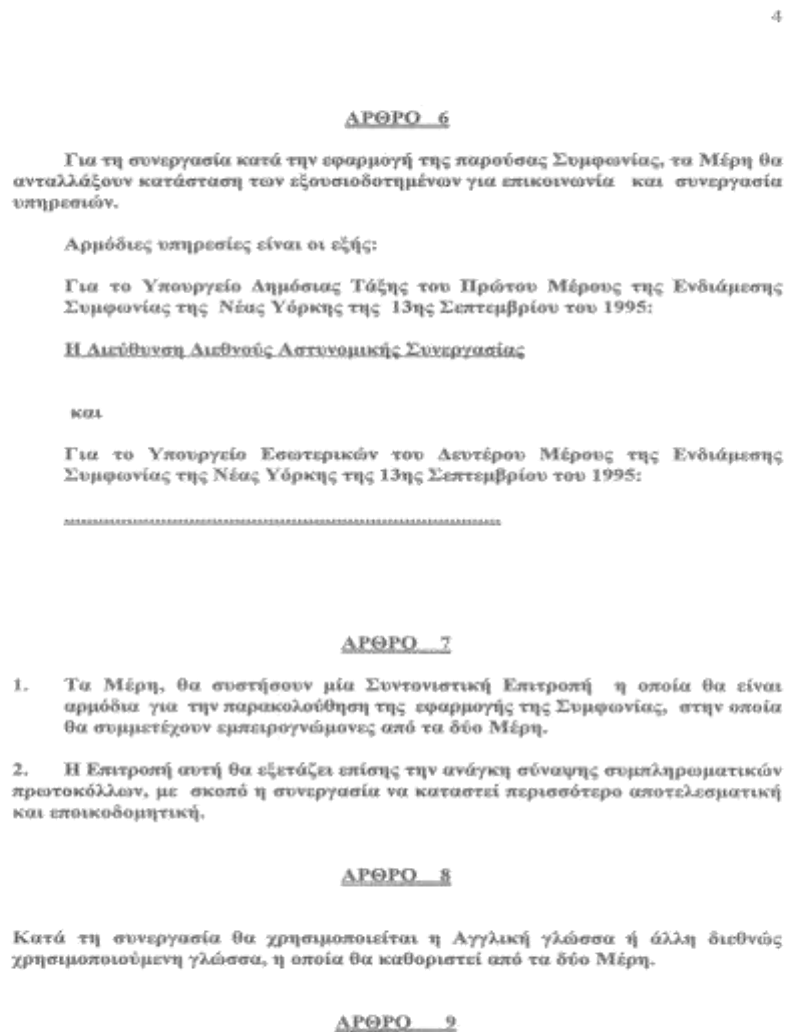 4
ΑΡΘΡΟ 6
Για τη συνεργασία κατά την εφαρμογή της παρούσας Συμφωνίας, τα Μέρη θα
ανταλλάξουν κατάσταση των εξουσιοδοτημένων για επικοινωνία και συνεργασία
υπηρεσιών.
Αρμόδιες υπηρεσίες είναι οι εξής:
Για το Υπουργείο Δημόσιας Τάξης του Πρώτου Μέρους της Ενδιάμεσης
Συμφωνίας της Νέας Υόρκης της 13ης Σεπτεμβρίου του 1995:
Η Διεύθυνση Διεθνούς Αστυνομικής Συνεργασίας
και
Για το Υπουργείο Εσωτερικών του Δευτέρου Μέρους της Ενδιάμεσης
Συμφωνίας της Νέας Υόρκης της 13ης Σεπτεμβρίου του 1995:
ΑΡΘΡΟ 7
1. Τα Μέρη, θα συστήσουν μία Συντονιστική Επιτροπή η οποία θα είναι
αρμόδια για την παρακολούθηση της εφαρμογής της Συμφωνίας, στην οποία
θα συμμετέχουν εμπειρογνώμονες από τα δύο Μέρη.
2. Η Επιτροπή αυτή θα εξετάζει επίσης την ανάγκη σύναψης συμπληρωματικών
πρωτοκόλλων, με σκοπό η συνεργασία να καταστεί περισσότερο αποτελεσματική
και εποικοδομητική.
ΑΡΘΡΟ 8
Κατά τη συνεργασία θα χρησιμοποιείται η Αγγλική γλώσσα ή άλλη διεθνώς
χρησιμοποιούμενη γλώσσα, η οποία θα καθοριστεί από τα δύο Μέρη.
ΑΡΘΡΟ 9